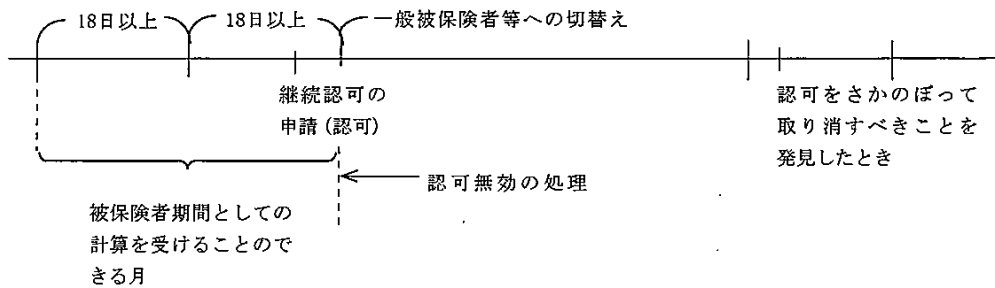 18日以上
18日以上
一般被保険者等への切替え
継続認可の
申請(認可)
認可をさかのぼって
取り消すべきことを
発見したとき
認可無効の処理
被保険者期間としての
計算を受けることので
きる月